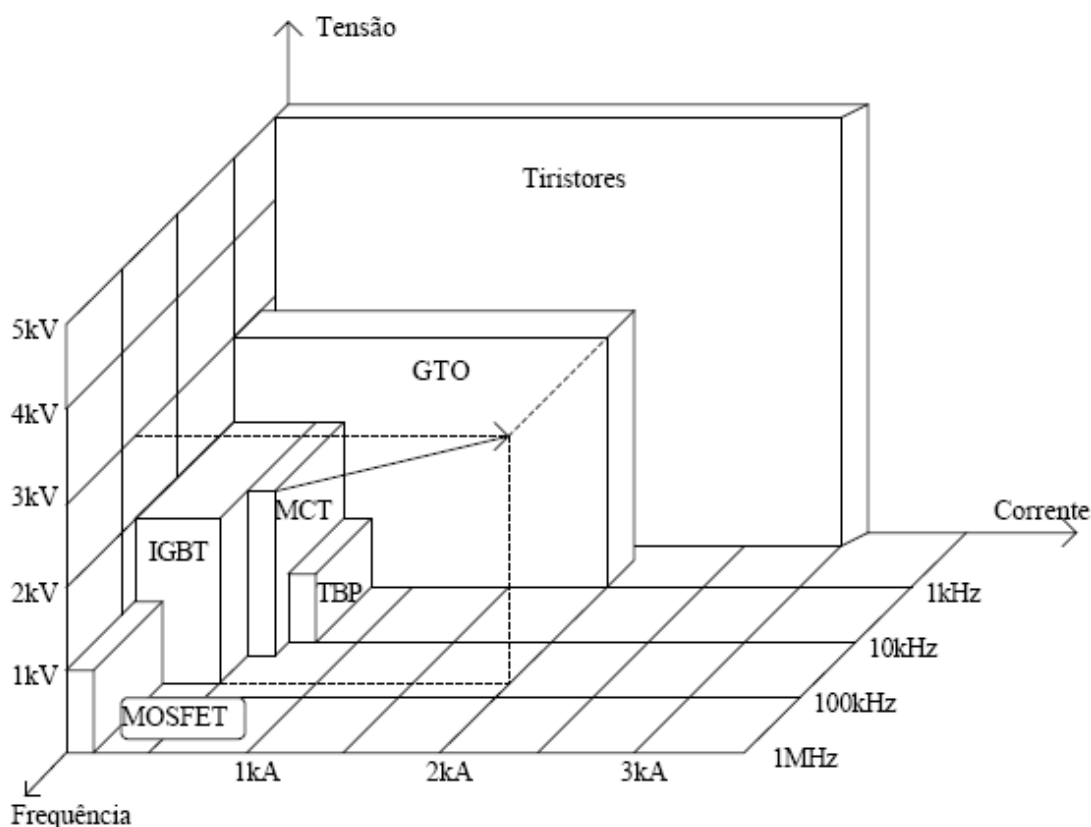 Tensão
Tiristores
5kV
GTO
4kV
3kV
MCT
Corrente
IGBT
2kV
TBP
1kHz
10kHz
1kV
100kHz
MOSFET
1kA
2kA
3kA
1MHz
Frequência